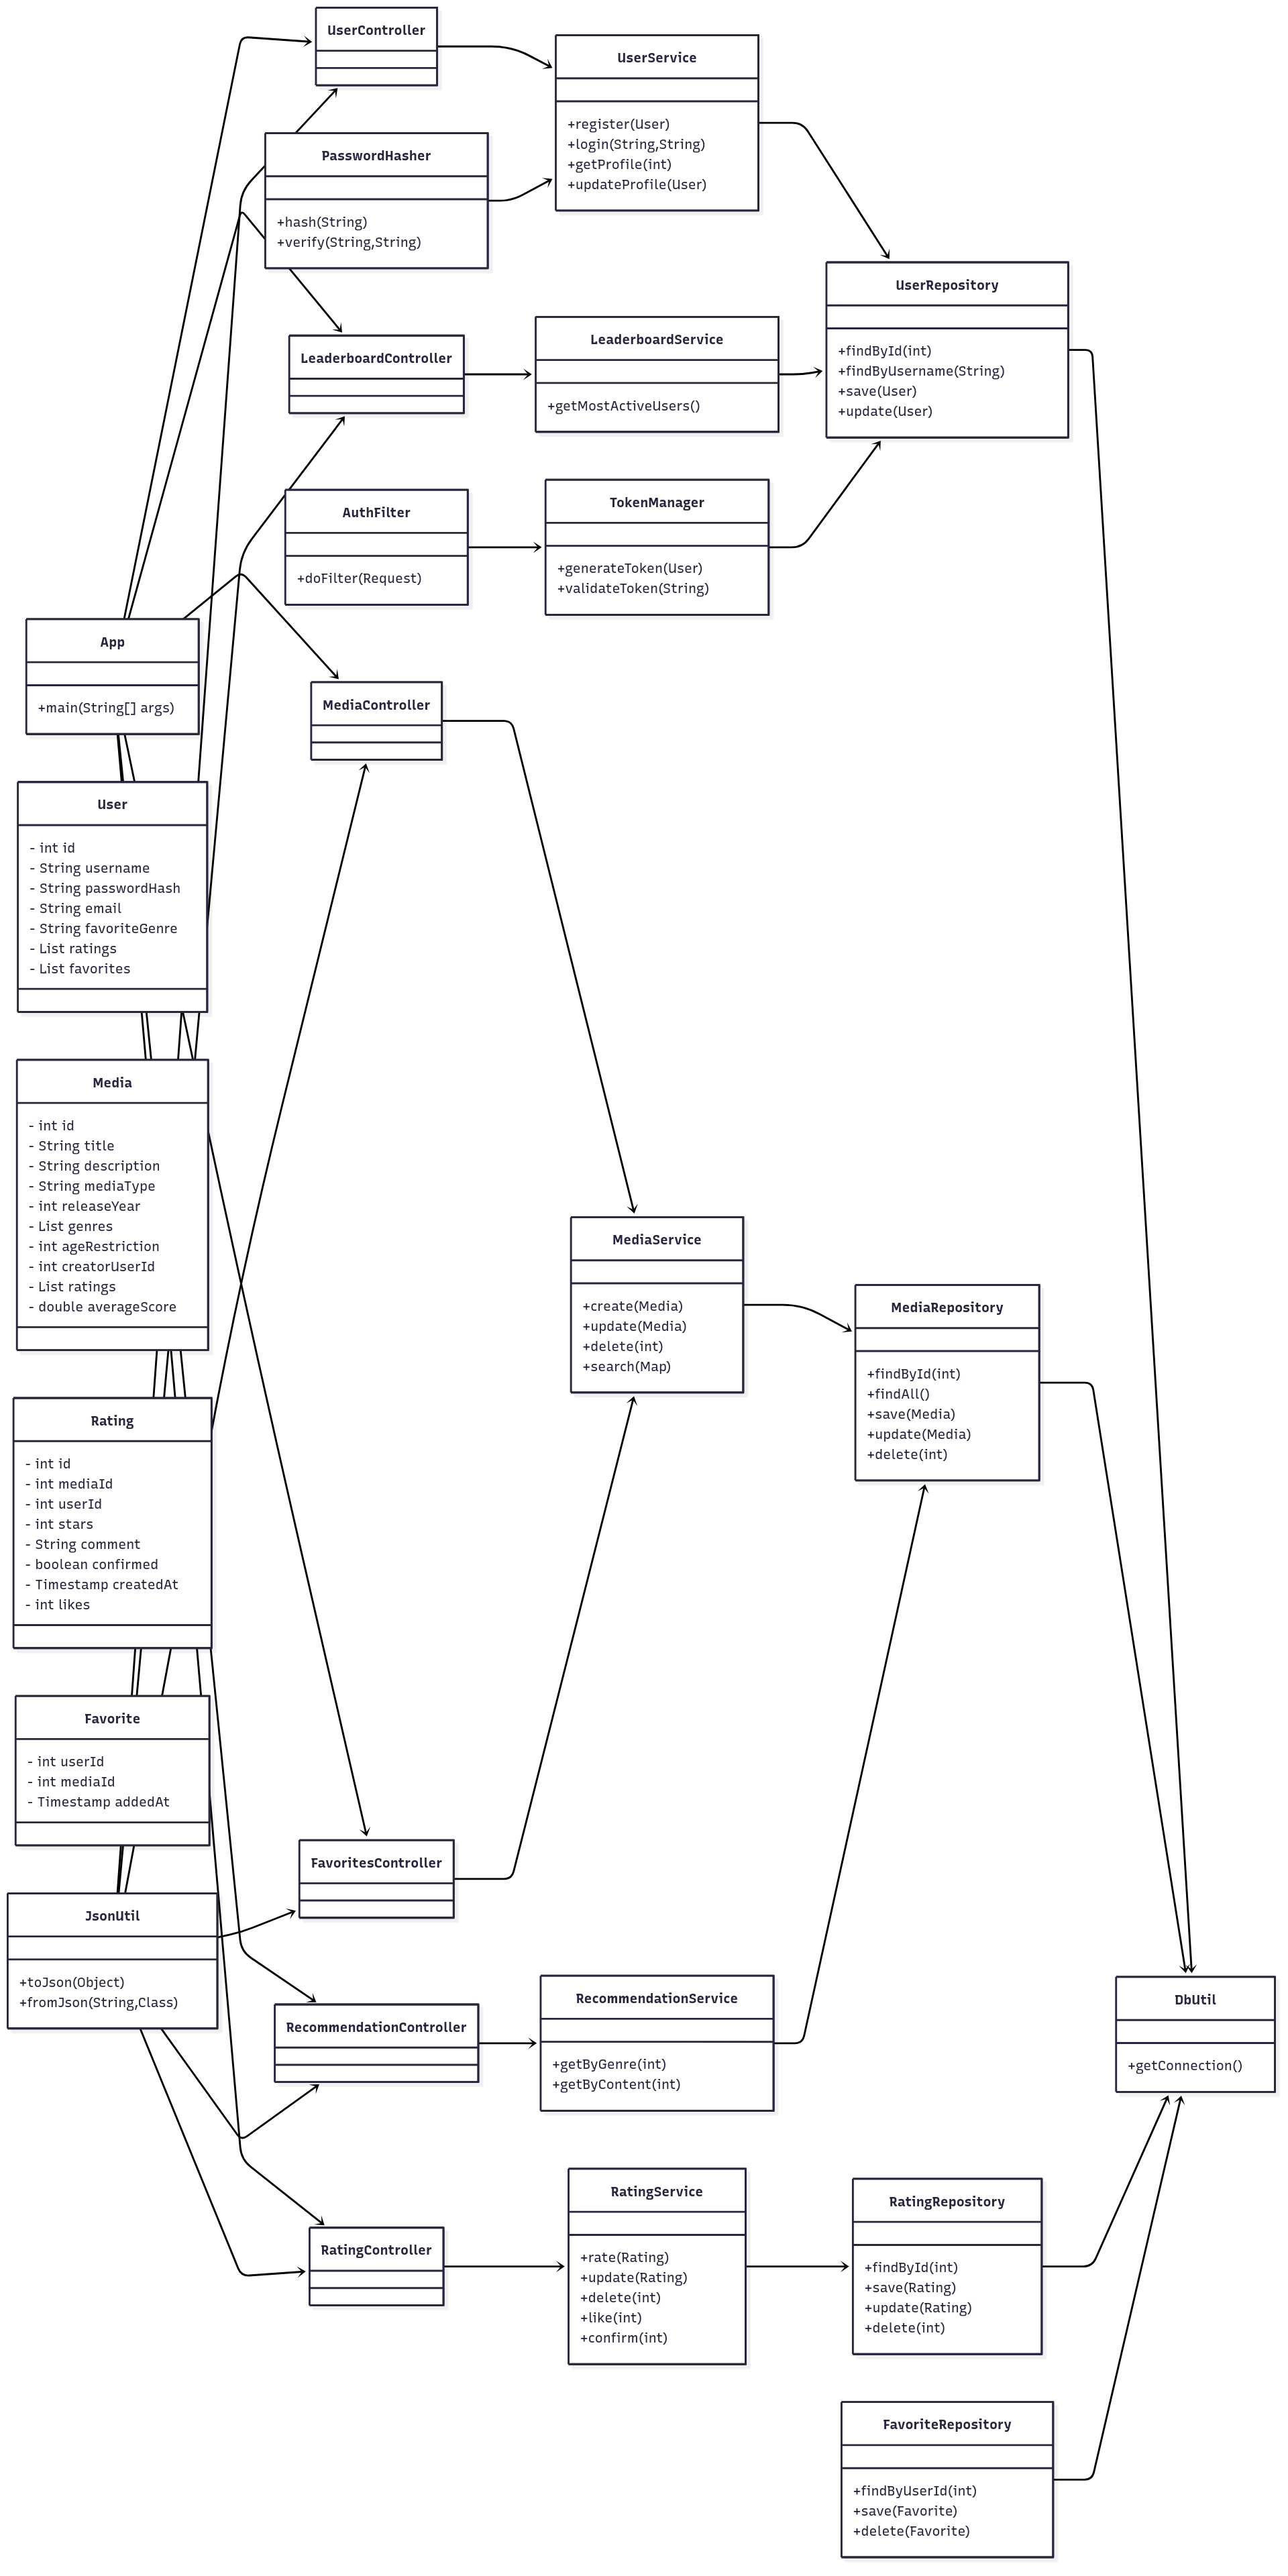 UserController
UserService
+register(User)
+login(String,String)
+getProfile(int)
+updateProfile(User)
PasswordHasher
+hash(String)
+verify(String,String)
UserRepository
+findById(int)
+findByUsername(String)
+save(User)
+update(User)
LeaderboardController
LeaderboardService
+getMostActiveUsers()
AuthFilter
+doFilter(Request)
TokenManager
+generateToken(User)
+validateToken(String)
App
+main(String[] args)
MediaController
User
- int id
- String username
- String passwordHash
- String email
- String favoriteGenre
- List ratings
- List favorites
Media
- int id
- String title
- String description
- String mediaType
- int releaseYear
- List genres
- int ageRestriction
- int creatorUserId
- List ratings
- double averageScore
MediaService
+create(Media)
+update(Media)
+delete(int)
+search(Map)
MediaRepository
+findById(int)
+findAll()
+save(Media)
+update(Media)
+delete(int)
Rating
- int id
- int mediaId
- int userId
- int stars
- String comment
- boolean confirmed
- Timestamp createdAt
- int likes
Favorite
- int userId
- int mediaId
- Timestamp addedAt
FavoritesController
JsonUtil
+toJson(Object)
+fromJson(String,Class)
RecommendationController
RecommendationService
+getByGenre(int)
+getByContent(int)
DbUtil
+getConnection()
RatingController
RatingService
+rate(Rating)
+update(Rating)
+delete(int)
+like(int)
+confirm(int)
RatingRepository
+findById(int)
+save(Rating)
+update(Rating)
+delete(int)
FavoriteRepository
+findByUserId(int)
+save(Favorite)
+delete(Favorite)